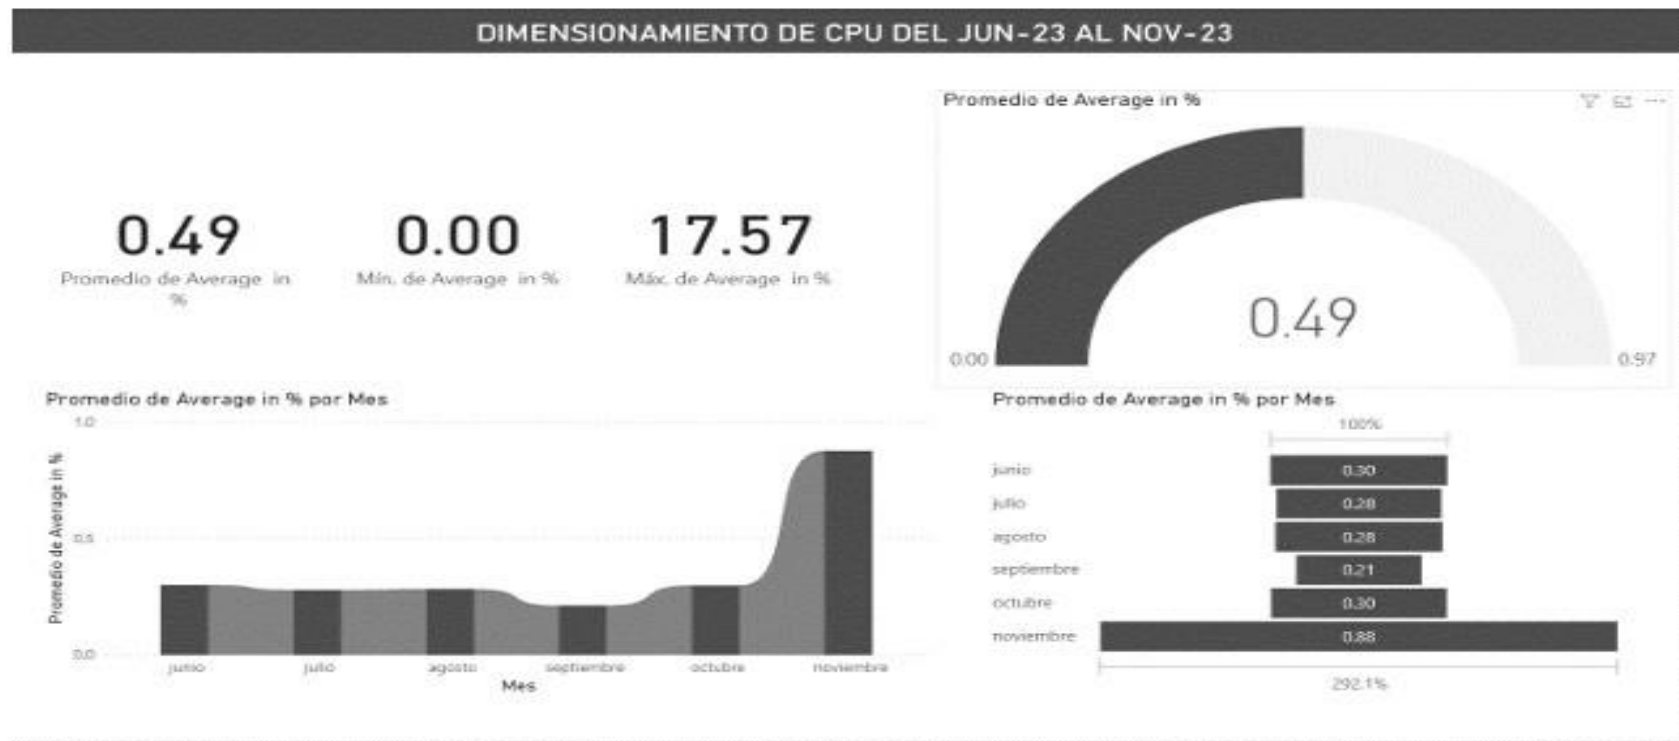 DIMENSIONAMIENTO DE CPU DEL JUN-23 AL NOV-23
0.49
Promedio de Average in
%
0.00
Mín. de Average in %
17.57
Máx. de Average in %
Promedio de Average in %
0.49
0.00
0.97
Promedio de Average in % por Mes
Promedio de Average in %
1.0
0.5
0.0
junio
julio
agosto
septiembre
octubre
noviembre
Mes
Promedio de Average in % por Mes
100%
junio 0.30
julio 0.28
agosto 0.28
septiembre 0.21
octubre 0.30
noviembre 0.88
292.1%